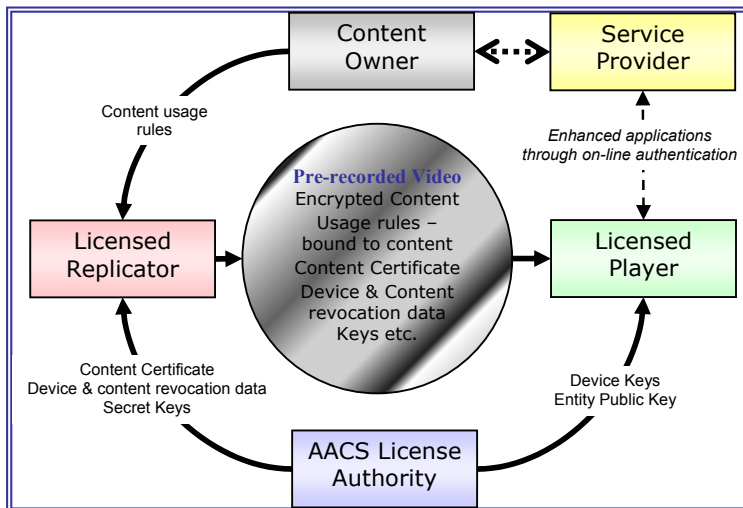 Content
Owner
Service
Provider
Content usage
rules
Enhanced applications
through on-line authentication
Pre-recorded Video
Encrypted Content
Usage rules –
bound to content
Content Certificate
Device & Content
revocation data
Keys etc.
Licensed
Replicator
Licensed
Player
Content Certificate
Device & content revocation data
Secret Keys
Device Keys
Entity Public Key
AACS License
Authority